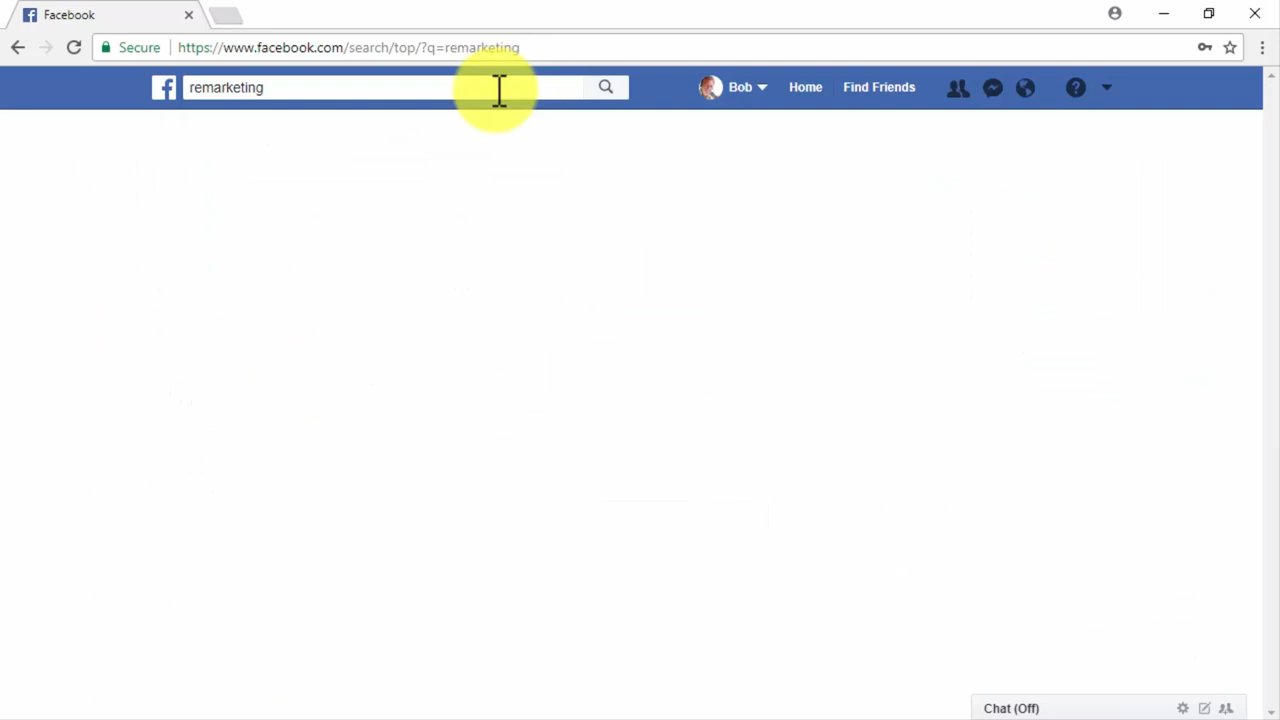 Facebook
Secure https://www.facebook.com/search/top/?q=remarketing
remarketing
Bob Home Find Friends
Chat (Off)